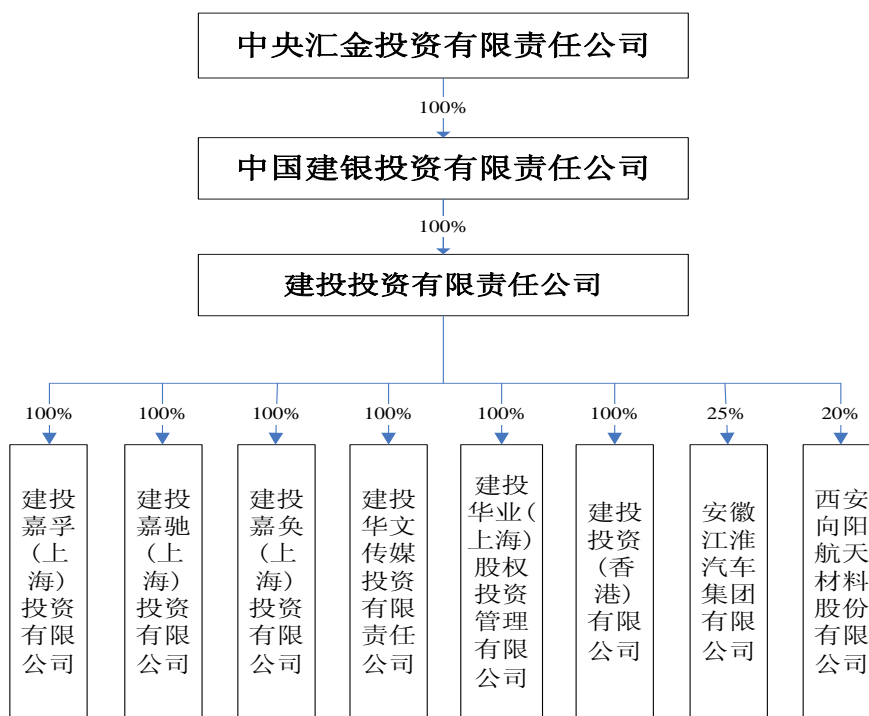 中央汇金投资有限责任公司
100%
中国建银投资有限责任公司
100%
建投投资有限责任公司
100%
100%
100%
100%
100%
100%
25%
20%
建投
嘉孚
（上
海）
投资
有限
公司
建投
嘉驰
（上
海）
投资
有限
公司
建投
嘉奂
（上
海）
投资
有限
公司
建投
华文
传媒
投资
有限
责任
公司
建投
华业（
上海）
股权
投资
管理
有限
公司
建投
投资
（香
港）
有限
公司
安徽
江淮
汽车
集团
有限
公司
西安
向阳
航天
材料
股份
有限
公司